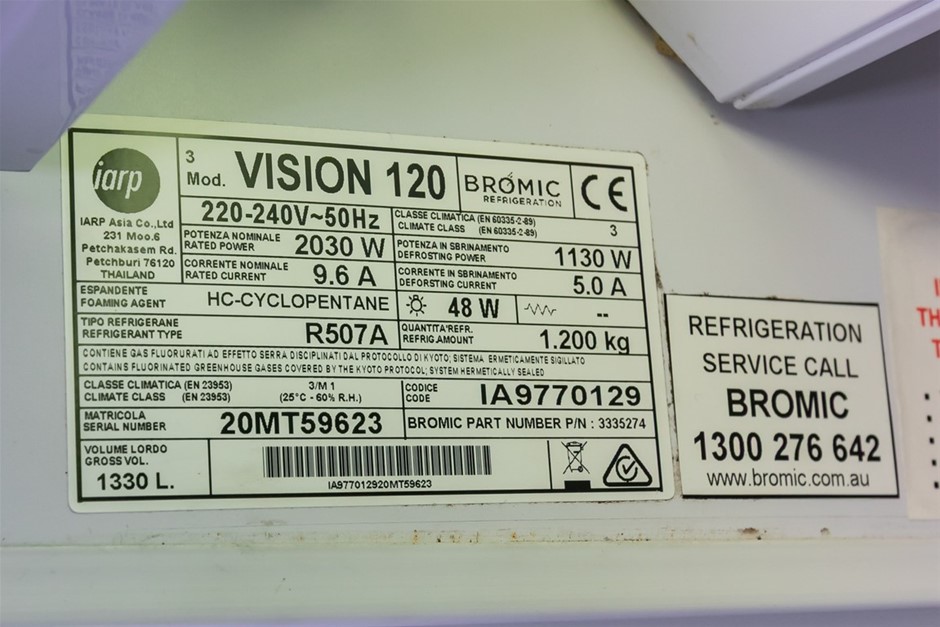 iarp
IARP Asia Co.,Ltd
231 Moo.6
Petchakasem Rd.
Petchburi 76120
THAILAND
3
Mod. VISION 120
BRÓMIC
REFRIGERATION
CE
220-240V~50Hz
CLASSE CLIMATICA (EN 60335-2-89)
CLIMATE CLASS (EN 60335-2-89) 3
POTENZA NOMINALE
RATED POWER 2030 W
POTENZA IN SBRINAMENTO
DEFROSTING POWER 1130 W
CORRENTE NOMINALE
RATED CURRENT 9.6 A
CORRENTE IN SBRINAMENTO
DEFORSTING CURRENT 5.0 A
ESPANDENTE
FOAMING AGENT HC-CYCLOPENTANE
48 W
--
TIPO REFRIGERANE
REFRIGERANT TYPE R507A
QUANTITA'REFR.
REFRIG.AMOUNT 1.200 kg
CONTIENE GAS FLUORURATI AD EFFETTO SERRA DISCIPLINATI DAL PROTOCOLLO DI KYOTO; SISTEMA ERMETICAMENTE SIGILLATO
CONTAINS FLUORINATED GREENHOUSE GASES COVERED BY THE KYOTO PROTOCOL; SYSTEM HERMETICALLY SEALED
CLASSE CLIMATICA (EN 23953) 3/M 1
CLIMATE CLASS (EN 23953) (25°C - 60% R.H.)
CODICE
CODE IA9770129
MATRICOLA
SERIAL NUMBER 20MT59623
BROMIC PART NUMBER P/N : 3335274
VOLUME LORDO
GROSS VOL.
1330 L.
IA977012920MT59623
REFRIGERATION
SERVICE CALL
BROMIC
1300 276 642
www.bromic.com.au